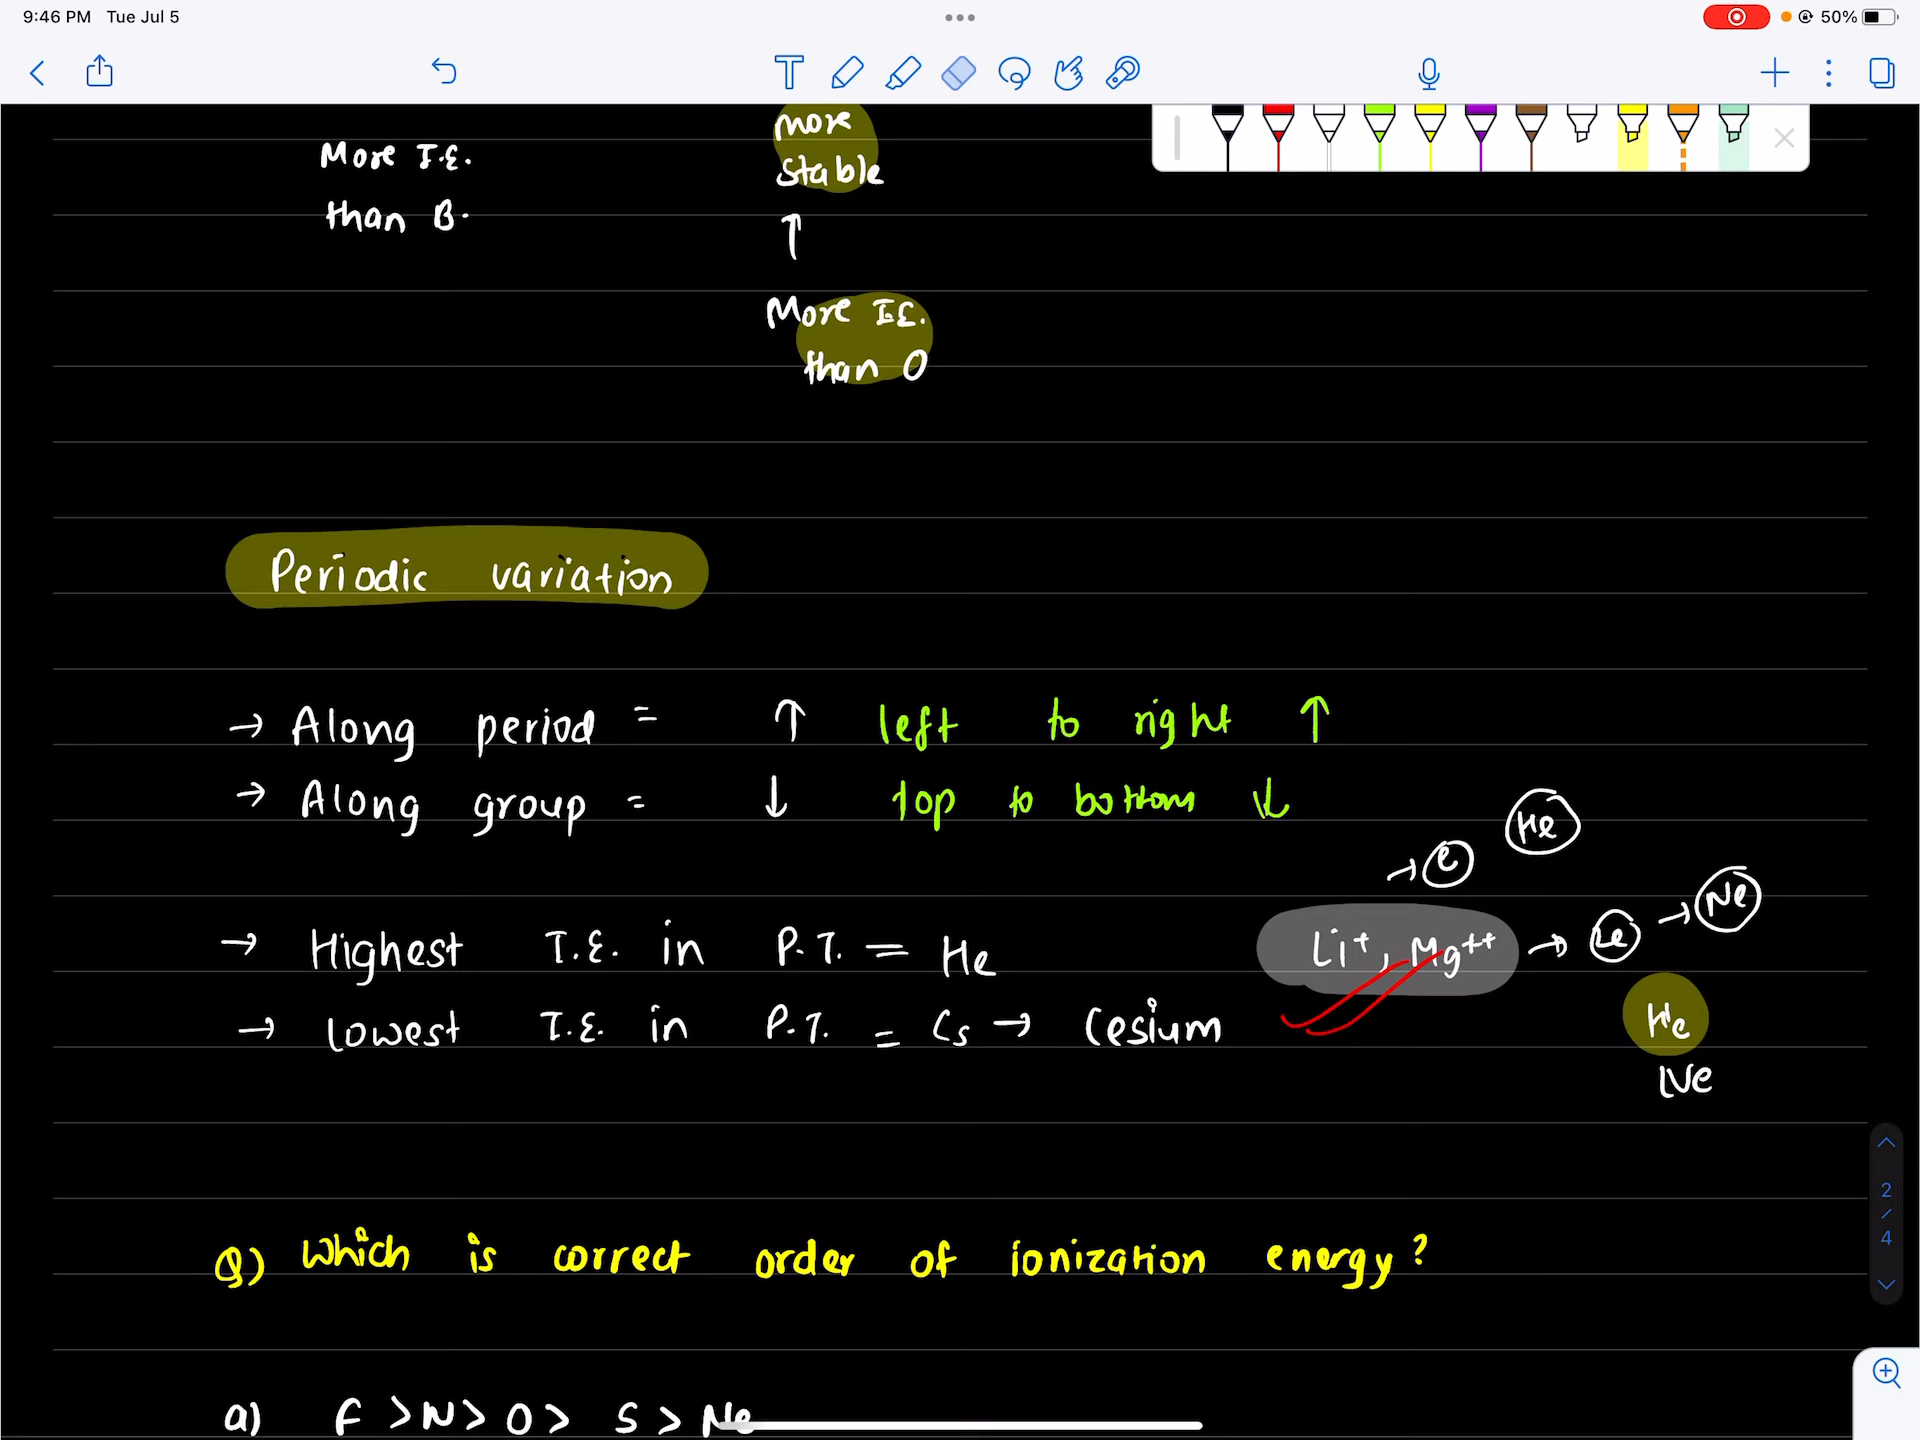 9:46 PM Tue Jul 5
50%
More I.E.
than B.
more
stable
↑
More I.E.
than O
Periodic variation
→ Along period = ↑ left to right ↑
→ Along group = ↓ top to bottom ↓
He
→ e
→ Highest I.E. in P.T. = He
Li⁺, Mg⁺⁺ → → Ne
→ Lowest I.E. in P.T. = Cs → Cesium
He
Ne
Q) Which is correct order of ionization energy?
a) F > N > O > S > Ne
2
/
4